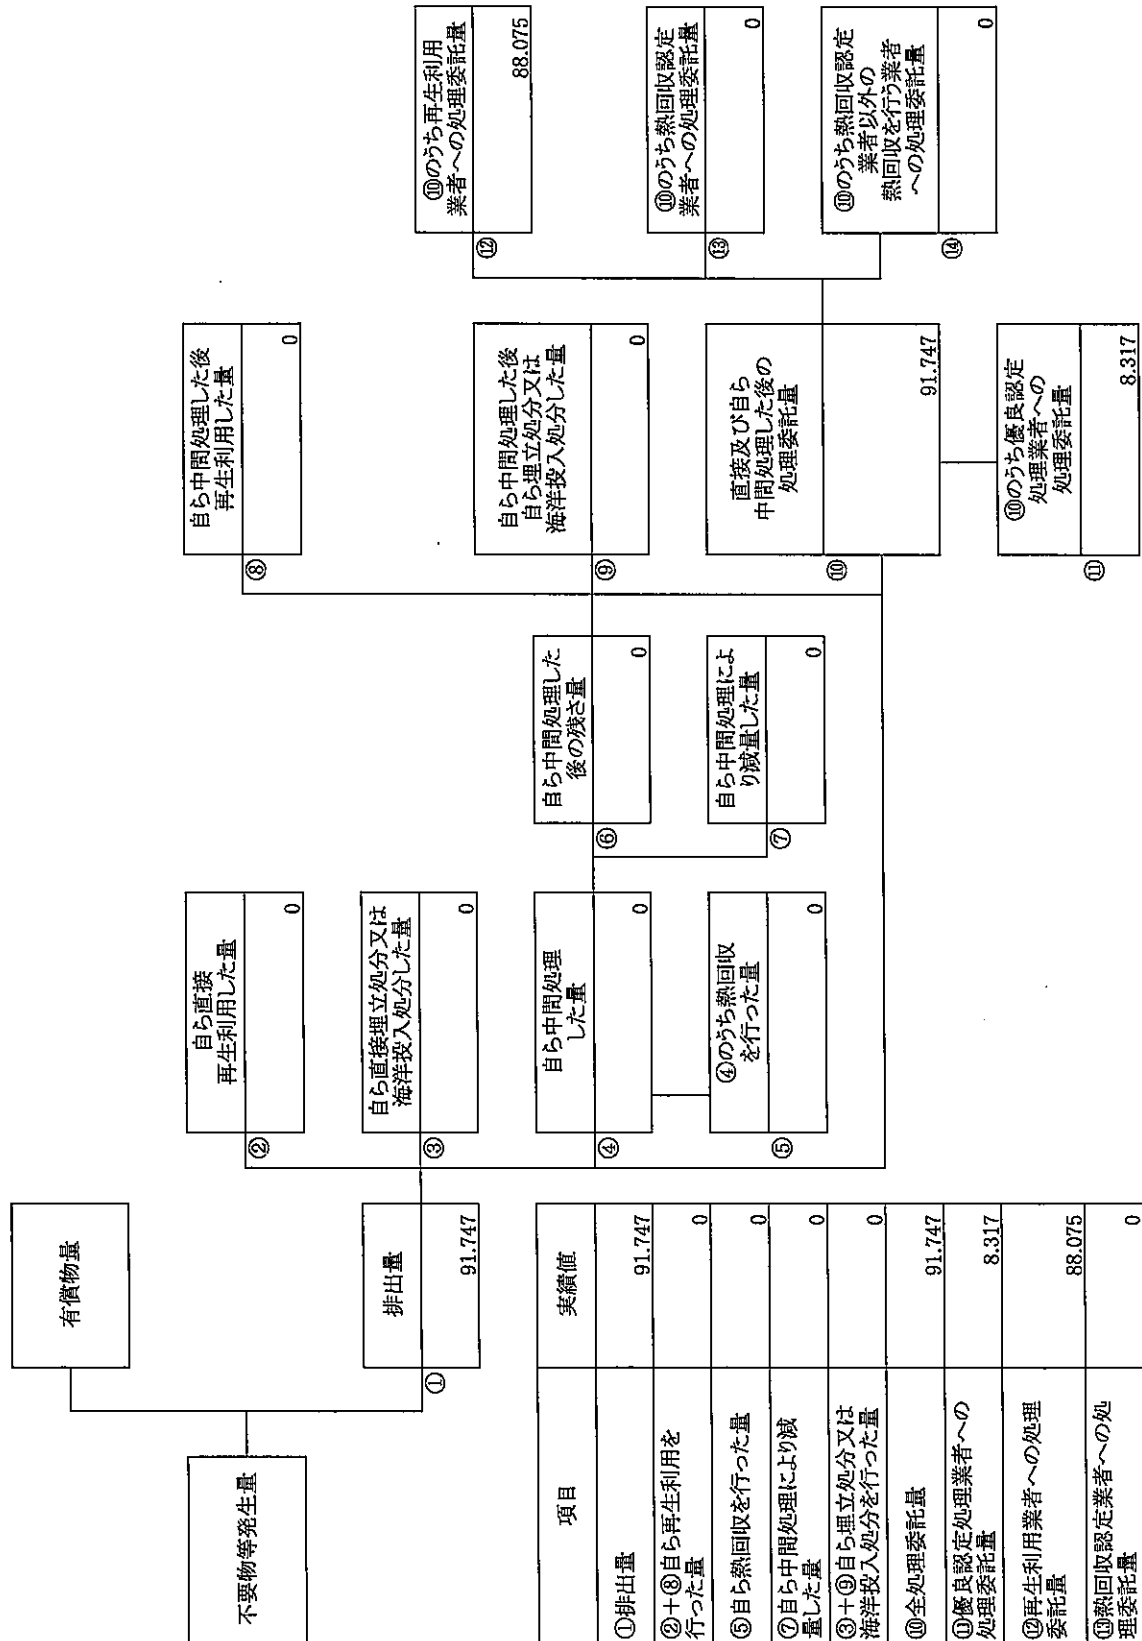 不要物等発生量
有償物量
①
排出量
91.747
②
自ら直接
再生利用した量
0
③
自ら直接埋立処分又は
海洋投入処分した量
0
④
自ら中間処理
した量
0
⑤
④のうち熱回収
を行った量
0
⑥
自ら中間処理した
後の残さ量
0
⑦
自ら中間処理によ
り減量した量
0
⑧
自ら中間処理した後
再生利用した量
0
⑨
自ら中間処理した後
自ら埋立処分又は
海洋投入処分した量
0
⑩
直接及び自ら
中間処理した後の
処理委託量
91.747
⑪
⑩のうち優良認定
処理業者への
処理委託量
8.317
⑫
⑩のうち再生利用
業者への処理委託量
88.075
⑬
⑩のうち熱回収認定
業者への処理委託量
0
⑭
⑩のうち熱回収認定
業者以外の
熱回収を行う業者
への処理委託量
0
項目
実績値
①排出量
91.747
②+⑧自ら再生利用を
行った量
0
⑤自ら熱回収を行った量
0
⑦自ら中間処理により減
量した量
0
③+⑨自ら埋立処分又は
海洋投入処分を行った量
0
⑩全処理委託量
91.747
⑪優良認定処理業者への
処理委託量
8.317
⑫再生利用業者への処理
委託量
88.075
⑬熱回収認定業者への処
理委託量
0